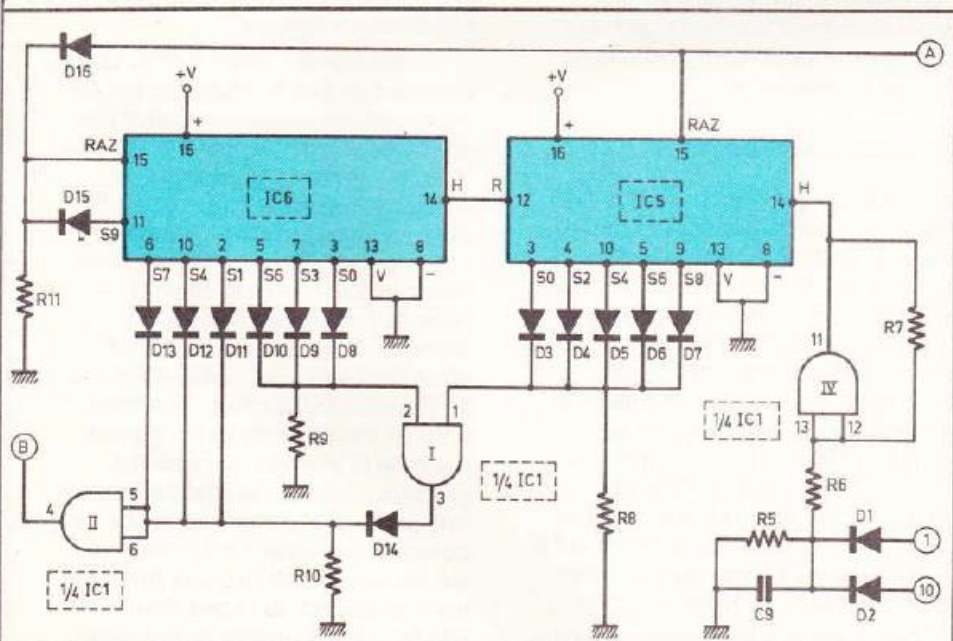 D16
A
+V
+V
RAZ
+
+
RAZ
15
16
16
15
D15
IC6
14
H
R
12
IC5
14
H
S9
11
6
10
2
5
7
3
13
8
3
4
10
5
9
13
8
S7
S4
S1
S6
S3
S0
V
−
S0
S2
S4
S6
S8
V
−
R11
R7
D13
D12
D11
D10
D9
D8
D3
D4
D5
D6
D7
11
IV
2
1
1/4 IC1
13
12
R9
I
B
1/4 IC1
R6
4
II
5
6
3
R8
R5
D1
1
D14
R10
1/4 IC1
C9
D2
10